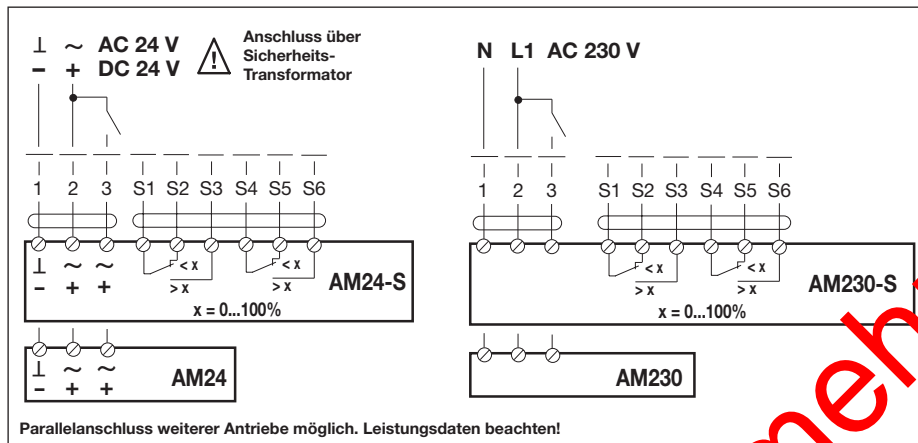 ⊥ ~ AC 24 V
− + DC 24 V
Anschluss über
Sicherheits-
Transformator
1 2 3 S1 S2 S3 S4 S5 S6
⊥ ~ ~
− + +
< x < x
> x > x
x = 0...100%
AM24-S
⊥ ~ ~
− + +
AM24
N L1 AC 230 V
1 2 3 S1 S2 S3 S4 S5 S6
< x < x
> x > x
x = 0...100%
AM230-S
AM230
Parallelanschluss weiterer Antriebe möglich. Leistungsdaten beachten!